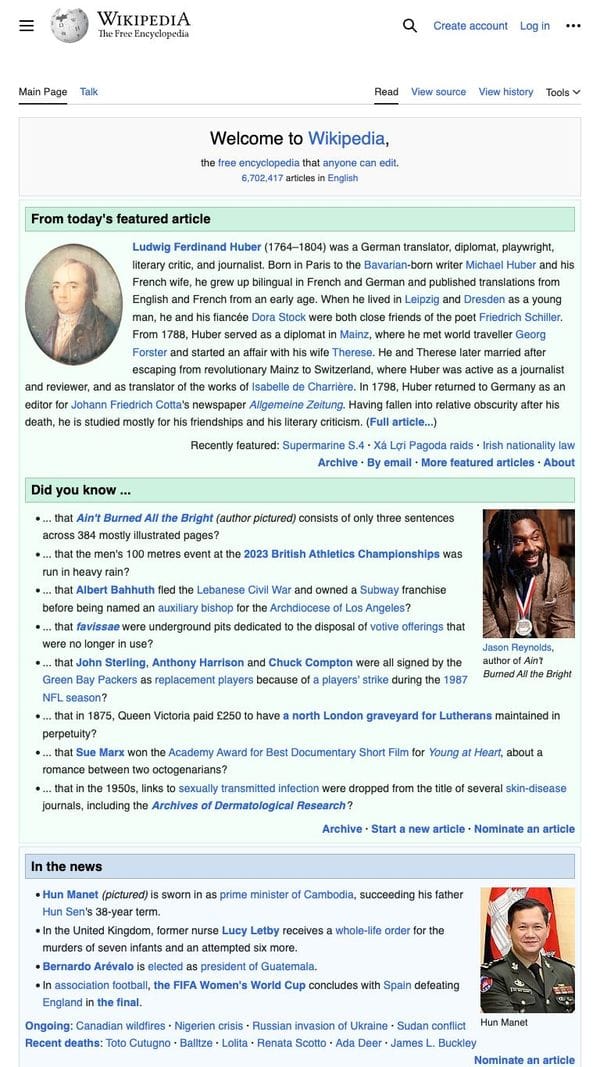 WIKIPEDIA
The Free Encyclopedia
Create account Log in
Main Page Talk Read View source View history Tools
Welcome to Wikipedia,
the free encyclopedia that anyone can edit.
6,702,417 articles in English
From today's featured article
Ludwig Ferdinand Huber (1764–1804) was a German translator, diplomat, playwright,
literary critic, and journalist. Born in Paris to the Bavarian-born writer Michael Huber and his
French wife, he grew up bilingual in French and German and published translations from
English and French from an early age. When he lived in Leipzig and Dresden as a young
man, he and his fiancée Dora Stock were both close friends of the poet Friedrich Schiller.
From 1788, Huber served as a diplomat in Mainz, where he met world traveller Georg
Forster and started an affair with his wife Therese. He and Therese later married after
escaping from revolutionary Mainz to Switzerland, where Huber was active as a journalist
and reviewer, and as translator of the works of Isabelle de Charrière. In 1798, Huber returned to Germany as an
editor for Johann Friedrich Cotta's newspaper Allgemeine Zeitung. Having fallen into relative obscurity after his
death, he is studied mostly for his friendships and his literary criticism. (Full article...)
Recently featured: Supermarine S.4 · Xá Lợi Pagoda raids · Irish nationality law
Archive · By email · More featured articles · About
Did you know ...
• ... that Ain't Burned All the Bright (author pictured) consists of only three sentences
across 384 mostly illustrated pages?
• ... that the men's 100 metres event at the 2023 British Athletics Championships was
run in heavy rain?
• ... that Albert Bahhuth fled the Lebanese Civil War and owned a Subway franchise
before being named an auxiliary bishop for the Archdiocese of Los Angeles?
• ... that favissae were underground pits dedicated to the disposal of votive offerings that
were no longer in use?
• ... that John Sterling, Anthony Harrison and Chuck Compton were all signed by the
Green Bay Packers as replacement players because of a players' strike during the 1987
NFL season?
• ... that in 1875, Queen Victoria paid £250 to have a north London graveyard for Lutherans maintained in
perpetuity?
• ... that Sue Marx won the Academy Award for Best Documentary Short Film for Young at Heart, about a
romance between two octogenarians?
• ... that in the 1950s, links to sexually transmitted infection were dropped from the title of several skin-disease
journals, including the Archives of Dermatological Research?
Jason Reynolds,
author of Ain't
Burned All the Bright
Archive · Start a new article · Nominate an article
In the news
• Hun Manet (pictured) is sworn in as prime minister of Cambodia, succeeding his father
Hun Sen's 38-year term.
• In the United Kingdom, former nurse Lucy Letby receives a whole-life order for the
murders of seven infants and an attempted six more.
• Bernardo Arévalo is elected as president of Guatemala.
• In association football, the FIFA Women's World Cup concludes with Spain defeating
England in the final.
Hun Manet
Ongoing: Canadian wildfires · Nigerien crisis · Russian invasion of Ukraine · Sudan conflict
Recent deaths: Toto Cutugno · Balltze · Lolita · Renata Scotto · Ada Deer · James L. Buckley
Nominate an article